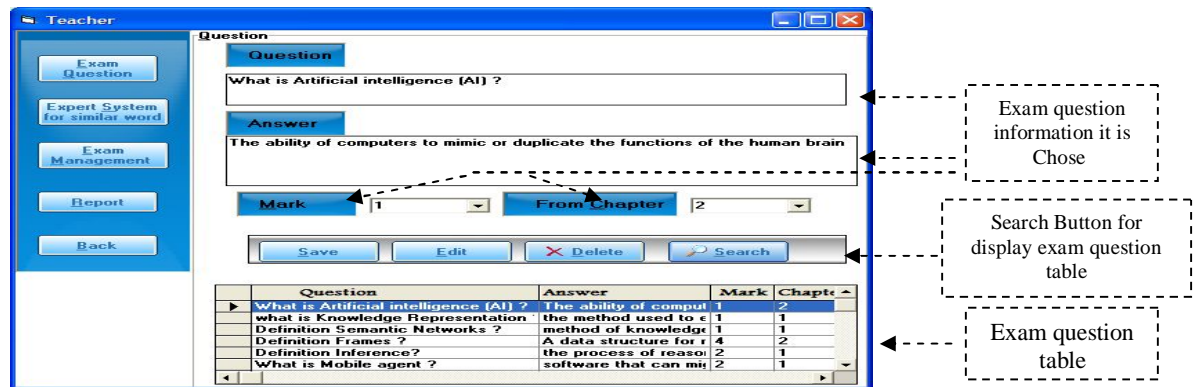 Teacher
Exam
Question
Expert System
for similar word
Exam
Management
Report
Back
Question
Question
What is Artificial intelligence (AI) ?
Answer
The ability of computers to mimic or duplicate the functions of the human brain
Mark 1 From Chapter 2
Save Edit Delete Search
Question Answer Mark Chapte
What is Artificial intelligence (AI) ? The ability of comput 1 2
what is Knowledge Representation the method used to e 1 1
Definition Semantic Networks ? method of knowledge 1 1
Definition Frames ? A data structure for r 4 2
Definition Inference? the process of reaso 2 1
What is Mobile agent ? software that can mig 2 1
Exam question
information it is
Chose
Search Button for
display exam question
table
Exam question
table